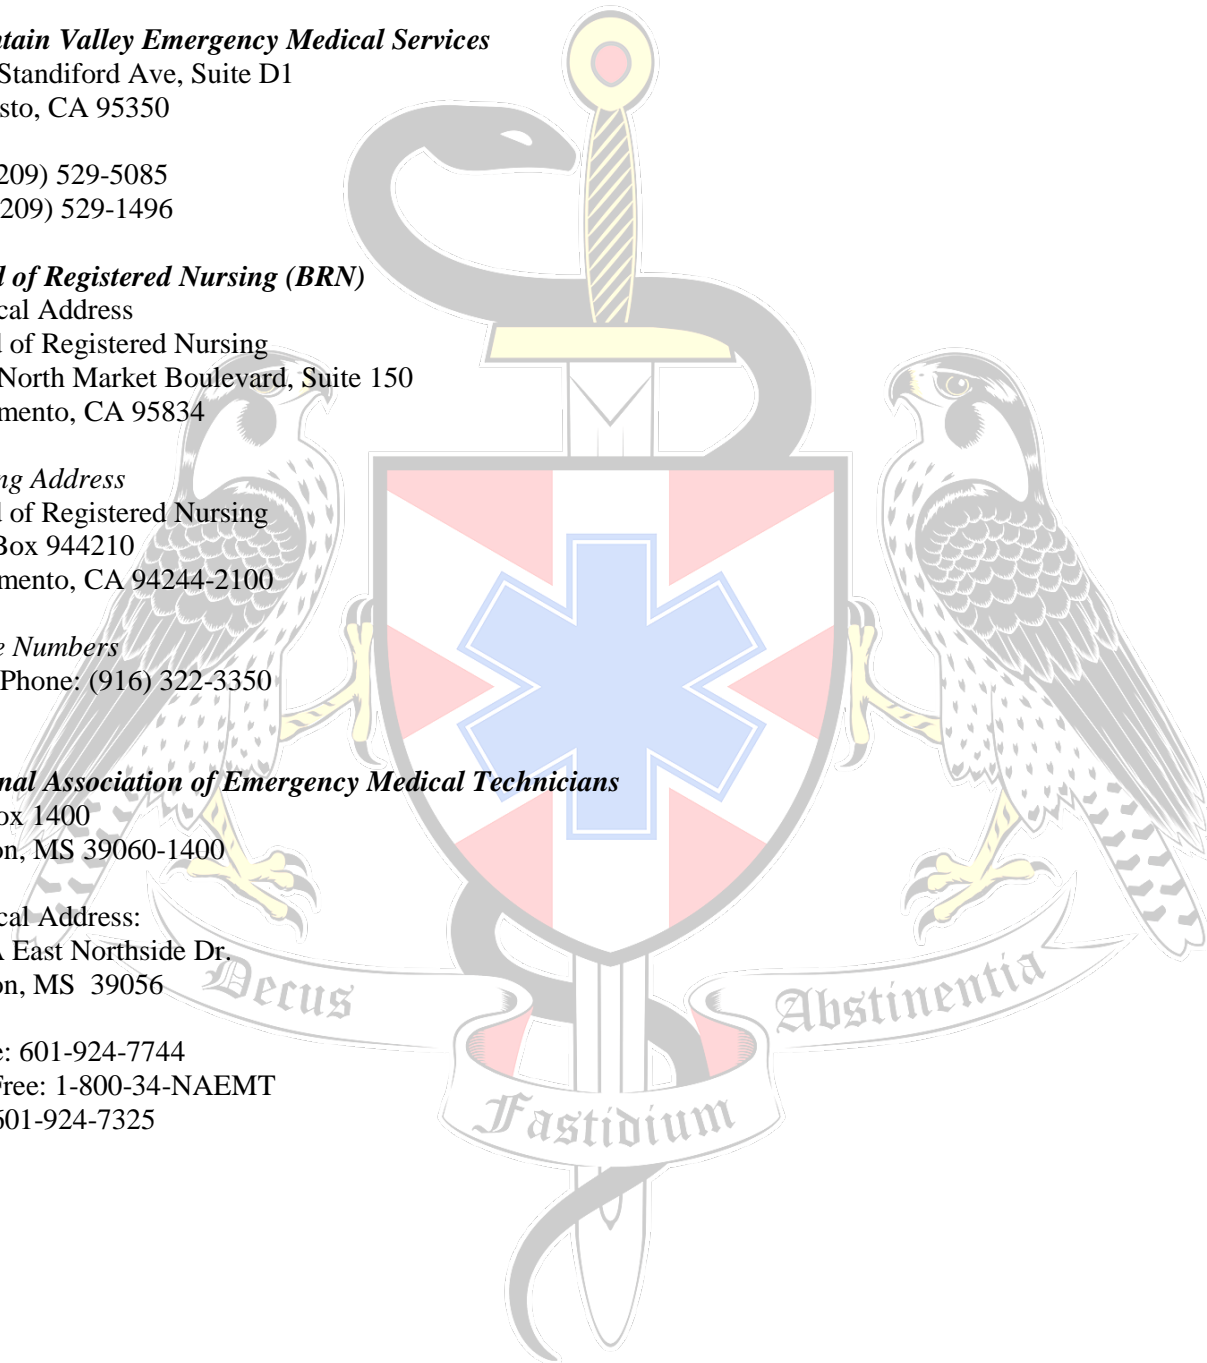 ntain Valley Emergency Medical Services
Standiford Ave, Suite D1
esto, CA 95350
209) 529-5085
209) 529-1496
l of Registered Nursing (BRN)
cal Address
l of Registered Nursing
North Market Boulevard, Suite 150
mento, CA 95834
ng Address
l of Registered Nursing
Box 944210
mento, CA 94244-2100
e Numbers
Phone: (916) 322-3350
nal Association of Emergency Medical Technicians
ox 1400
on, MS 39060-1400
cal Address:
A East Northside Dr.
on, MS  39056
e: 601-924-7744
Free: 1-800-34-NAEMT
601-924-7325
Decus
Abstinentia
Fastidium